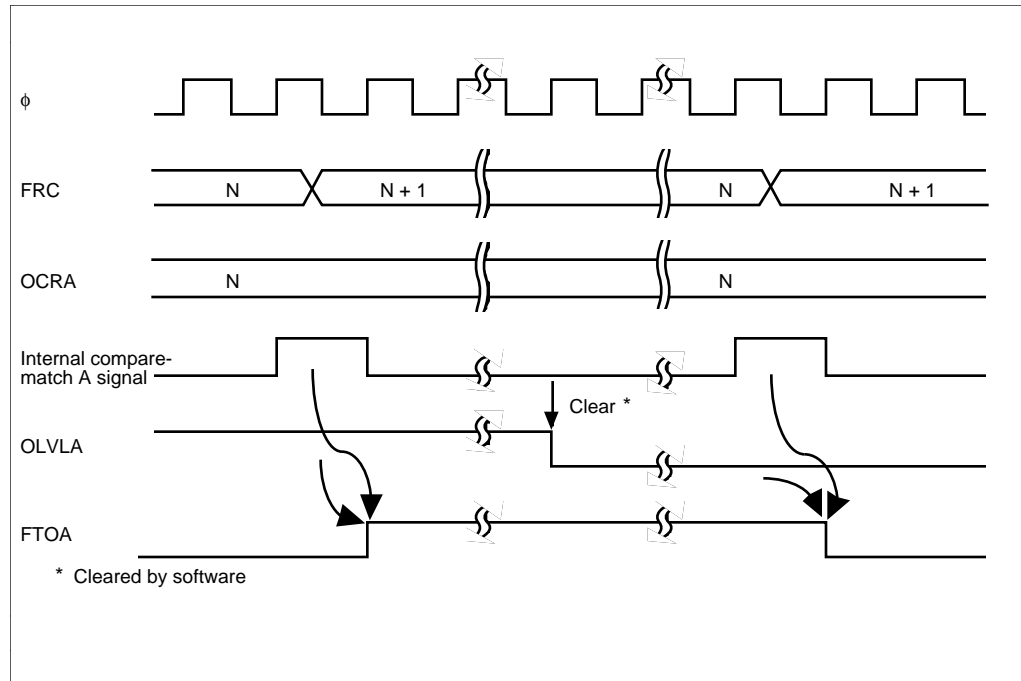 ϕ
FRC N N + 1 N N + 1
OCRA N N
Internal compare-
match A signal
Clear *
OLVLA
FTOA
* Cleared by software